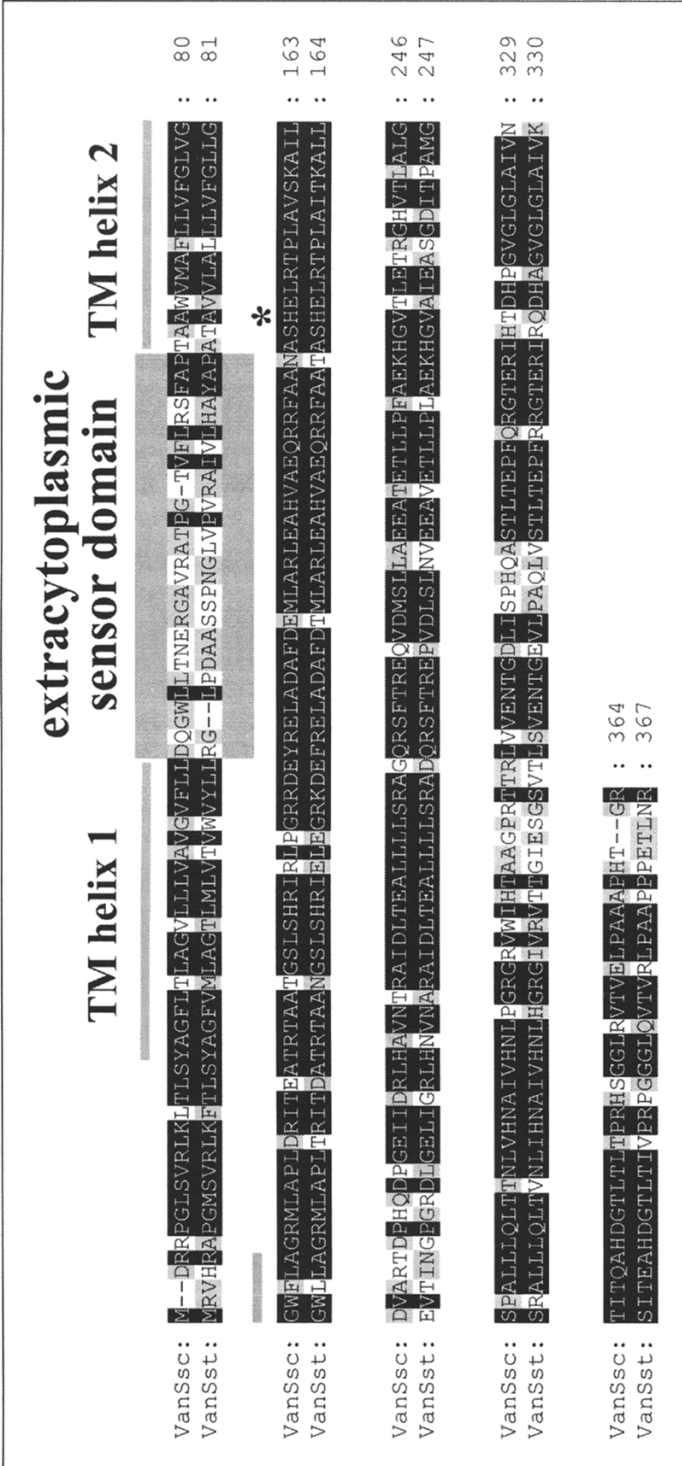 TM helix 1
extracytoplasmic
sensor domain
TM helix 2
VanSsc: M--DRRPGLSVRLKLTLSYAGFLTLAGVLLLVAVGVFLLDQGWLLTNERGAVRATPG-TVFLRSFAPTAAWVMAFLLVFGLVG : 80
VanSst: MRVHRAPGMSVRLKFTLSYAGFVMLAGTLMLVTVWVYLLRG--LPDAASSPNGLVPVRAIVLHAYAPATAVVLALLLVFGLLG : 81
*
VanSsc: GWFLAGRMLAPLDRITEATRTAATGSLSHRIRLPGRRDEYRELADAFDEMLARLEAHVAEQRRFAANASHELRTPLAVSKAIL : 163
VanSst: GWLLAGRMLAPLTRITDATRTAANGSLSHRIELEGRKDEFRELADAFDTMLARLEAHVAEQRRFAATASHELRTPLAITKALL : 164
VanSsc: DVARTDPHQDPGEIIDRLHAVNTRAIDLTEALLLLSRAGQRSFTREQVDMSLLAEEATETLLPFAEKHGVTLETRGHVTLALG : 246
VanSst: EVTINGPGRDLGELIGRLHNVNARAIDLTEALLLLSRADQRSFTREPVDLSLNVEEAVETLLPLAEKHGVAIEASGDITPAMG : 247
VanSsc: SPALLLQLTTNLVHNAIVHNLPGRGRVWIHTAAGPRTTRLVVENTGDLISPHQASTLTEPFQRGTERIHTDHPGVGLGLAIVN : 329
VanSst: SRALLLQLTVNLIHNAIVHNLHGRGIVRVTTGIESGSVTLSVENTGEVLPAQLVSTLTEPFRRGTERIRQDHAGVGLGLAIVK : 330
VanSsc: TITQAHDGTLTLTPRHSGGLRVTVELPAAAPHT--GR : 364
VanSst: SITEAHDGTLTIVPRPGGGLQVTVRLPAAPPPETLNR : 367